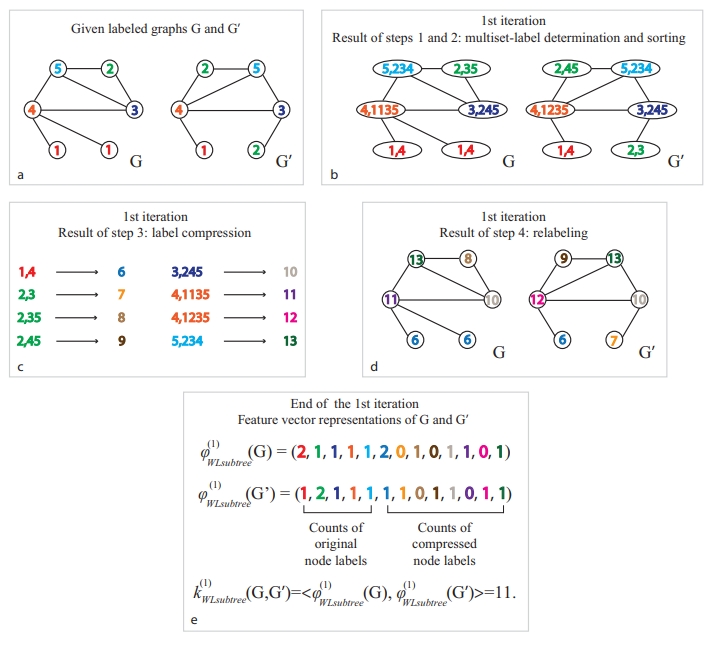 Given labeled graphs G and G′
5 2
4 3
1 1 G
2 5
4 3
1 2 G′
a
1st iteration
Result of steps 1 and 2: multiset-label determination and sorting
5,234 2,35
4,1135 3,245
1,4 1,4 G
2,45 5,234
4,1235 3,245
1,4 2,3 G′
b
1st iteration
Result of step 3: label compression
1,4 → 6 3,245 → 10
2,3 → 7 4,1135 → 11
2,35 → 8 4,1235 → 12
2,45 → 9 5,234 → 13
c
1st iteration
Result of step 4: relabeling
13 8
11 10
6 6 G
9 13
12 10
6 7 G′
d
End of the 1st iteration
Feature vector representations of G and G′
φ(1)WLsubtree(G) = (2, 1, 1, 1, 1, 2, 0, 1, 0, 1, 1, 0, 1)
φ(1)WLsubtree(G’) = (1, 2, 1, 1, 1, 1, 1, 0, 1, 1, 0, 1, 1)
Counts of Counts of
original compressed
node labels node labels
k(1)WLsubtree(G,G′)=<φ(1)WLsubtree(G), φ(1)WLsubtree(G′)>=11.
e